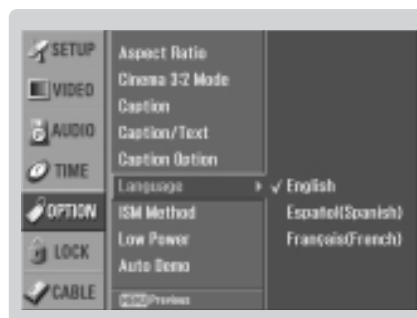 SETUP
VIDEO
AUDIO
TIME
OPTION
LOCK
CABLE
Aspect Ratio
Cinema 3:2 Mode
Caption
Caption/Text
Caption Option
Language
ISM Method
Low Power
Auto Demo
MENU Previous
✓ English
Español(Spanish)
Français(French)